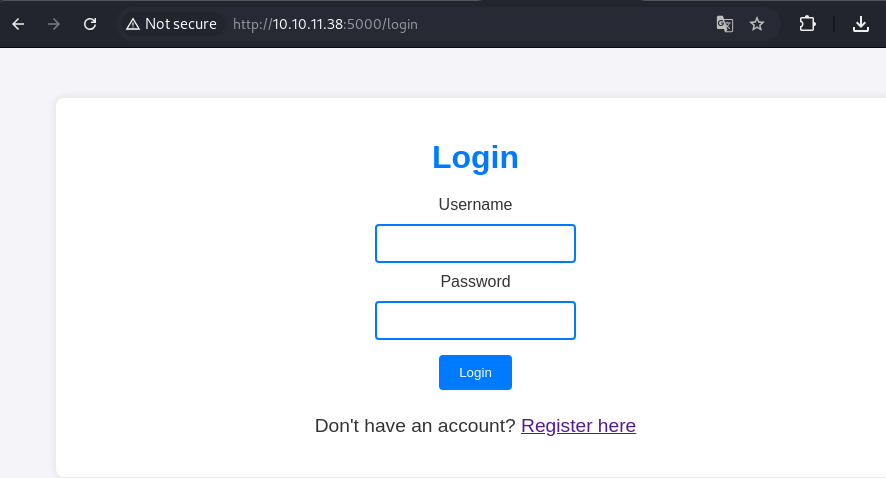 Not secure http://10.10.11.38:5000/login
Login
Username
Password
Login
Don't have an account? Register here